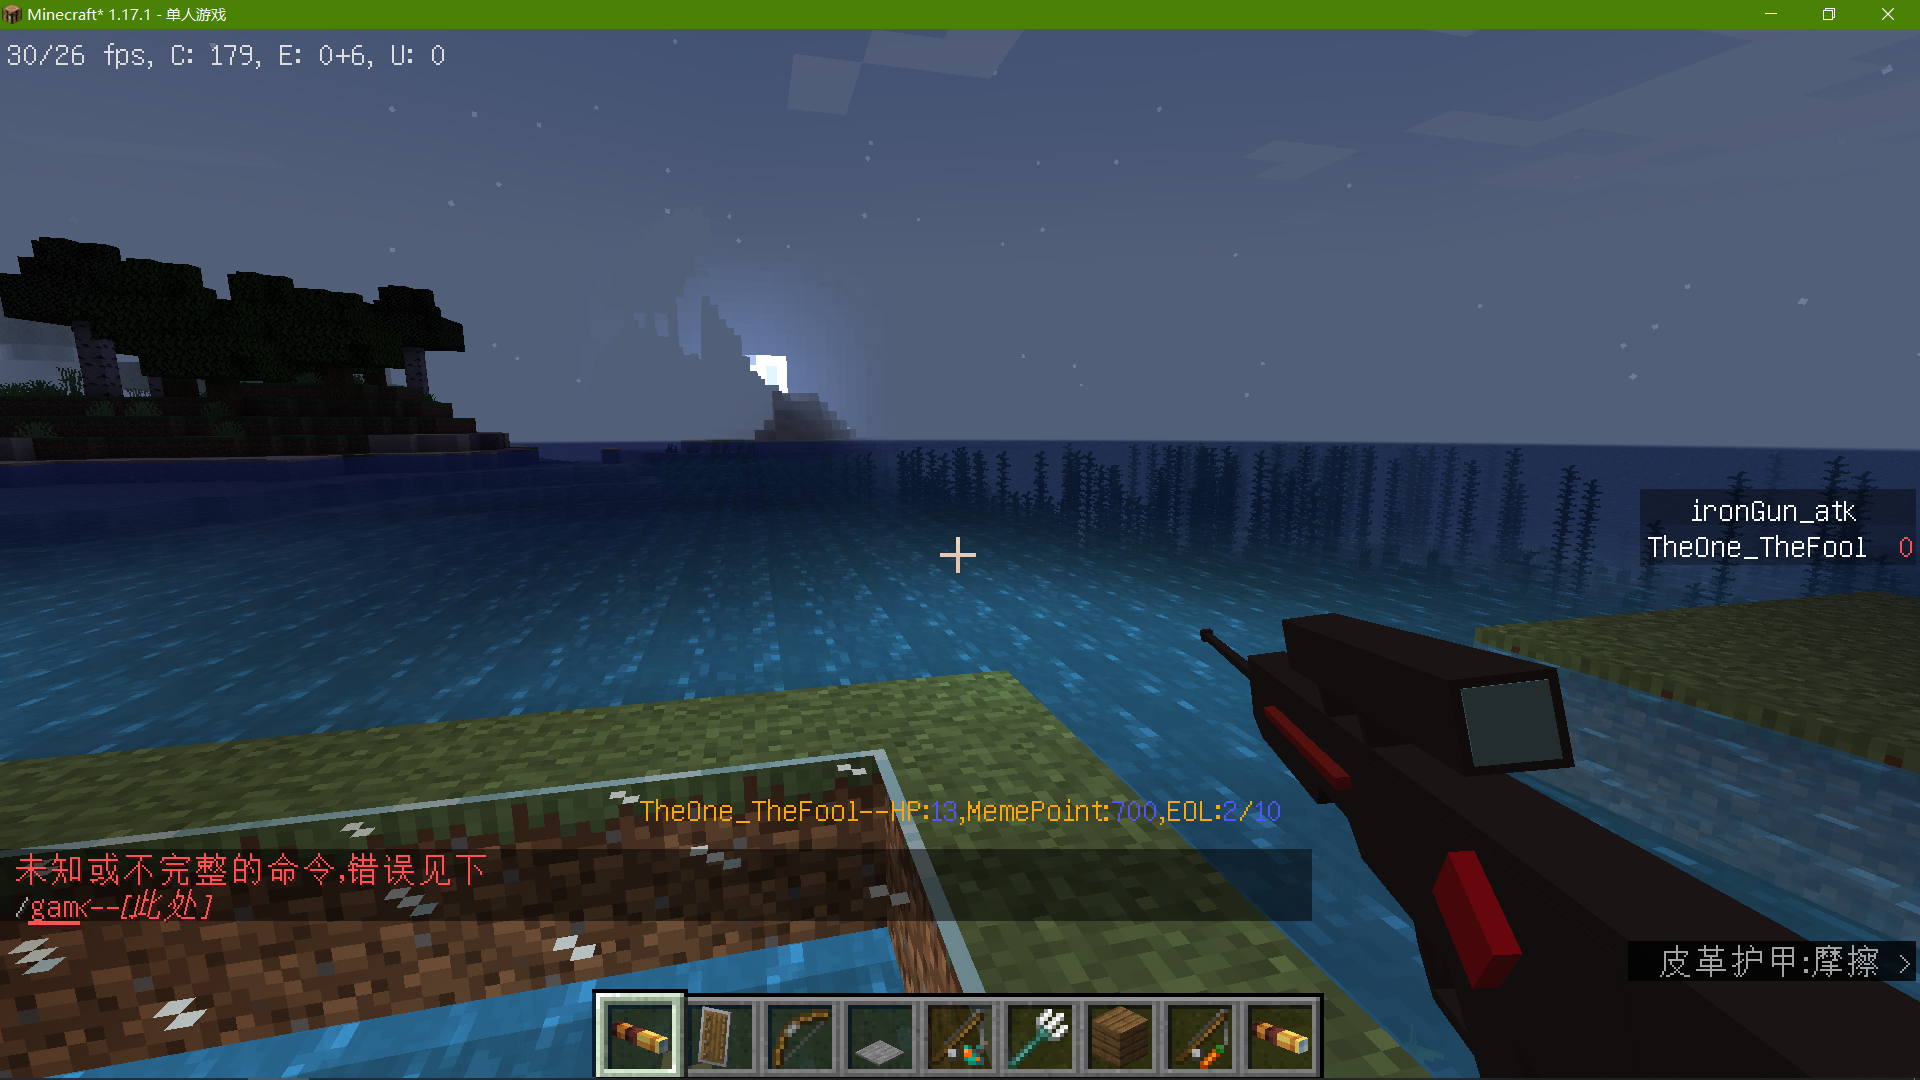 Minecraft* 1.17.1 - 单人游戏
30/26 fps, C: 179, E: 0+6, U: 0
ironGun_atk
TheOne_TheFool 0
TheOne_TheFool--HP:13,MemePoint:700,EOL:2/10
未知或不完整的命令,错误见下
/gam<--[此处]
皮革护甲:摩擦 >